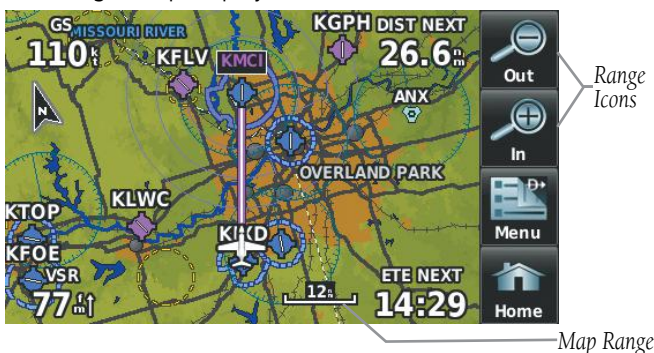 GS
MISSOURI RIVER
110kt
KFLV
KMCI
KGPH
DIST NEXT
26.6nm
Out
Range
Icons
ANX
N
In
OVERLAND PARK
KLWC
D
Menu
KTOP
KFOE
VSR
77ft/m
12nm
ETE NEXT
14:29
Home
Map Range